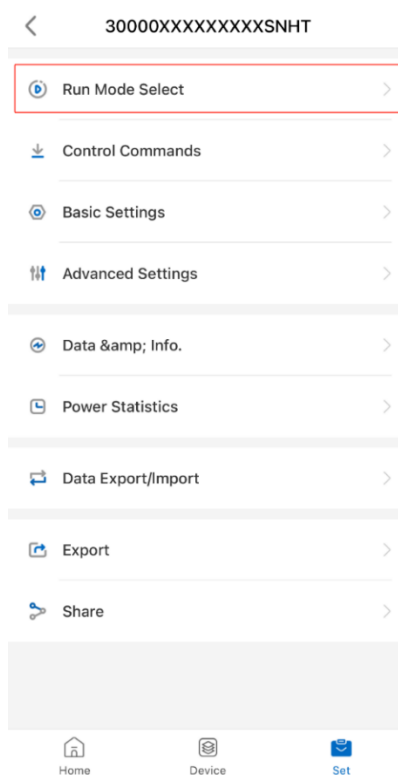 30000XXXXXXXXXSNHT
Run Mode Select
Control Commands
Basic Settings
Advanced Settings
Data &amp; Info.
Power Statistics
Data Export/Import
Export
Share
Home
Device
Set